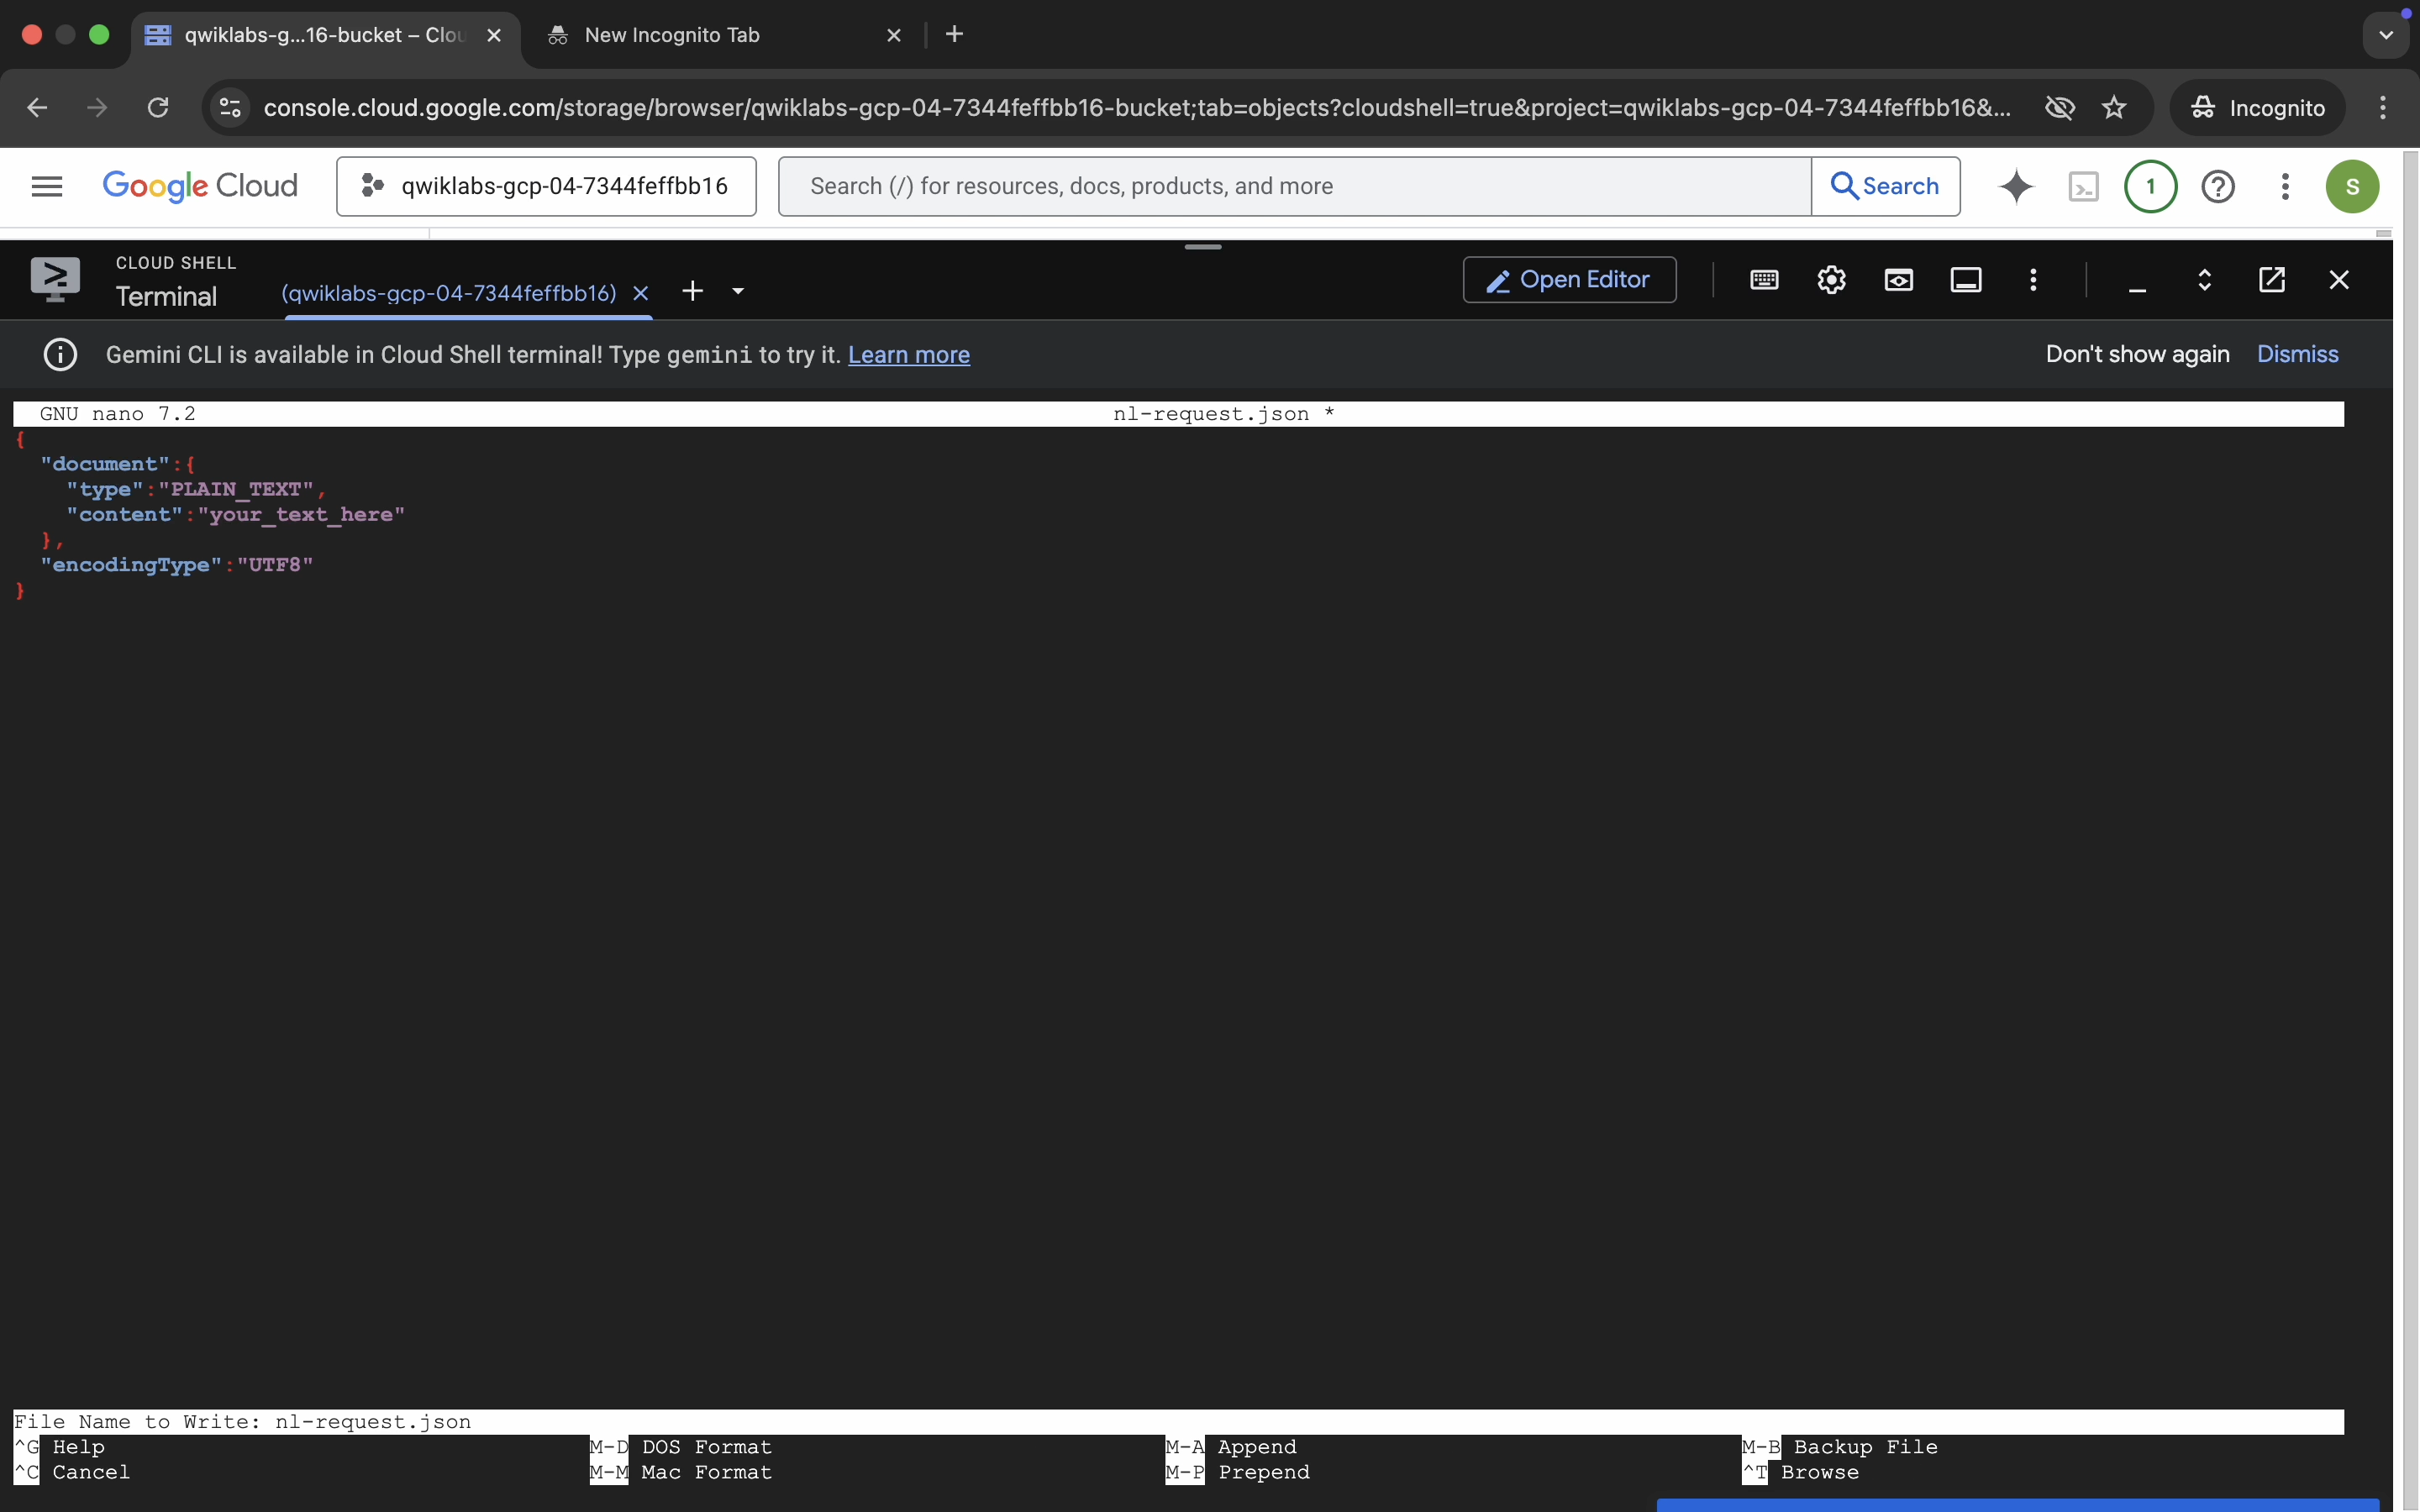 qwiklabs-g...16-bucket – Clou
New Incognito Tab
console.cloud.google.com/storage/browser/qwiklabs-gcp-04-7344feffbb16-bucket;tab=objects?cloudshell=true&project=qwiklabs-gcp-04-7344feffbb16&...
Incognito
Google Cloud
qwiklabs-gcp-04-7344feffbb16
Search (/) for resources, docs, products, and more
Search
1
S
CLOUD SHELL
Terminal
(qwiklabs-gcp-04-7344feffbb16)
Open Editor
Gemini CLI is available in Cloud Shell terminal! Type gemini to try it. Learn more
Don't show again
Dismiss
GNU nano 7.2 nl-request.json *
{
"document":{
"type":"PLAIN_TEXT",
"content":"your_text_here"
},
"encodingType":"UTF8"
}
File Name to Write: nl-request.json
^G Help M-D DOS Format M-A Append M-B Backup File
^C Cancel M-M Mac Format M-P Prepend ^T Browse